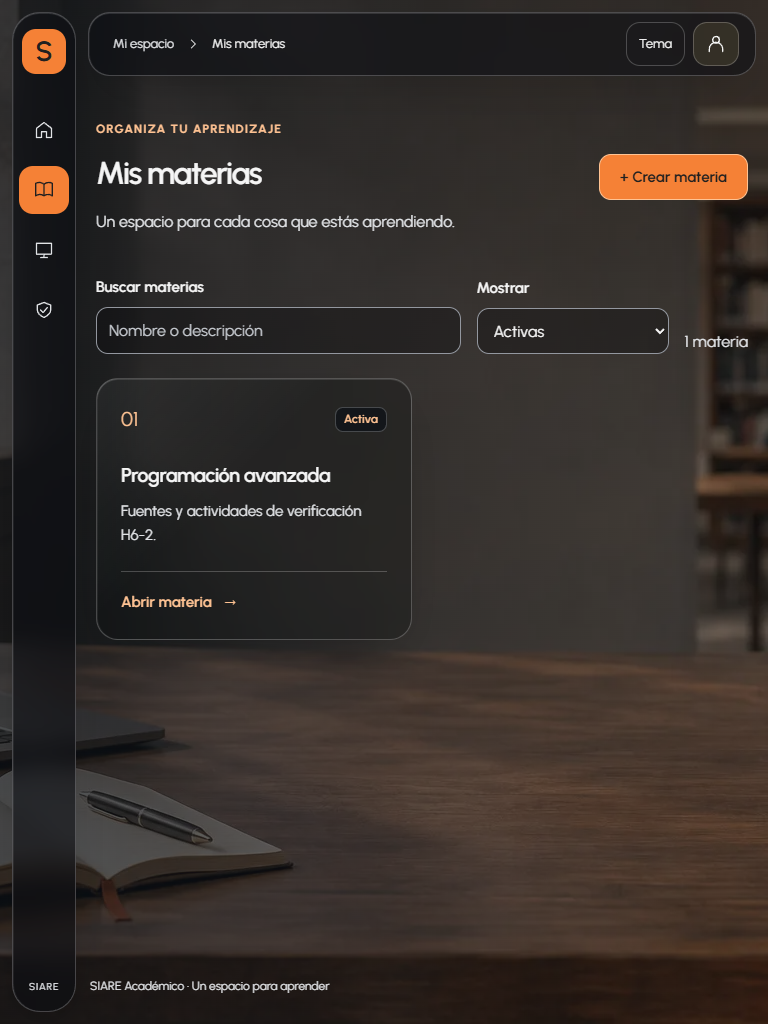 S
Mi espacio > Mis materias
Tema
ORGANIZA TU APRENDIZAJE
Mis materias
+ Crear materia
Un espacio para cada cosa que estás aprendiendo.
Buscar materias
Mostrar
Nombre o descripción
Activas
1 materia
01
Activa
Programación avanzada
Fuentes y actividades de verificación
H6-2.
Abrir materia →
SIARE
SIARE Académico · Un espacio para aprender